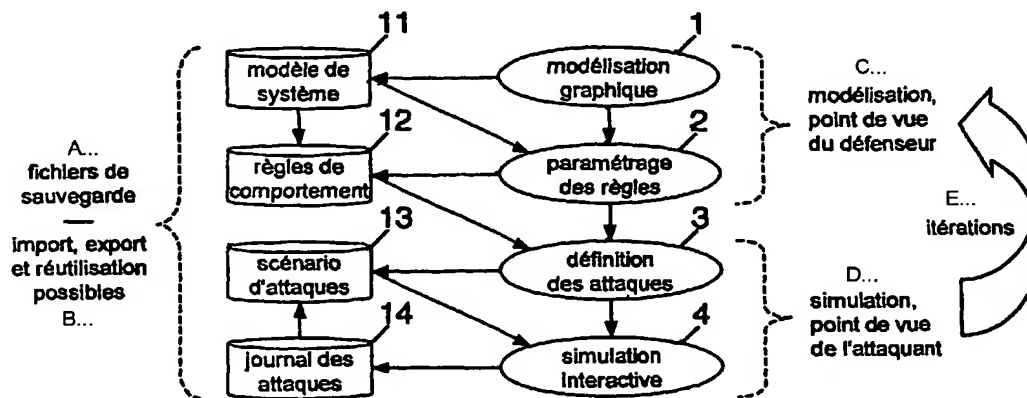 11
modèle de
système
12
règles de
comportement
13
scénario
d'attaques
14
journal des
attaques
1
modélisation
graphique
2
paramétrage
des règles
3
définition
des attaques
4
simulation
interactive
A...
fichiers de
sauvegarde
import, export
et réutilisation
possibles
B...
C...
modélisation,
point de vue
du défenseur
D...
simulation,
point de vue
de l'attaquant
E...
itérations